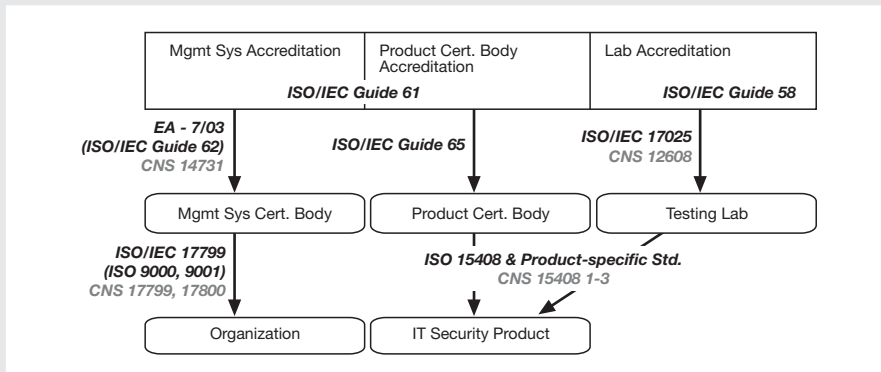 Mgmt Sys Accreditation
Product Cert. Body
Accreditation
Lab Accreditation
ISO/IEC Guide 61
ISO/IEC Guide 58
EA - 7/03
(ISO/IEC Guide 62)
CNS 14731
ISO/IEC Guide 65
ISO/IEC 17025
CNS 12608
Mgmt Sys Cert. Body
Product Cert. Body
Testing Lab
ISO/IEC 17799
(ISO 9000, 9001)
CNS 17799, 17800
ISO 15408 & Product-specific Std.
CNS 15408 1-3
Organization
IT Security Product